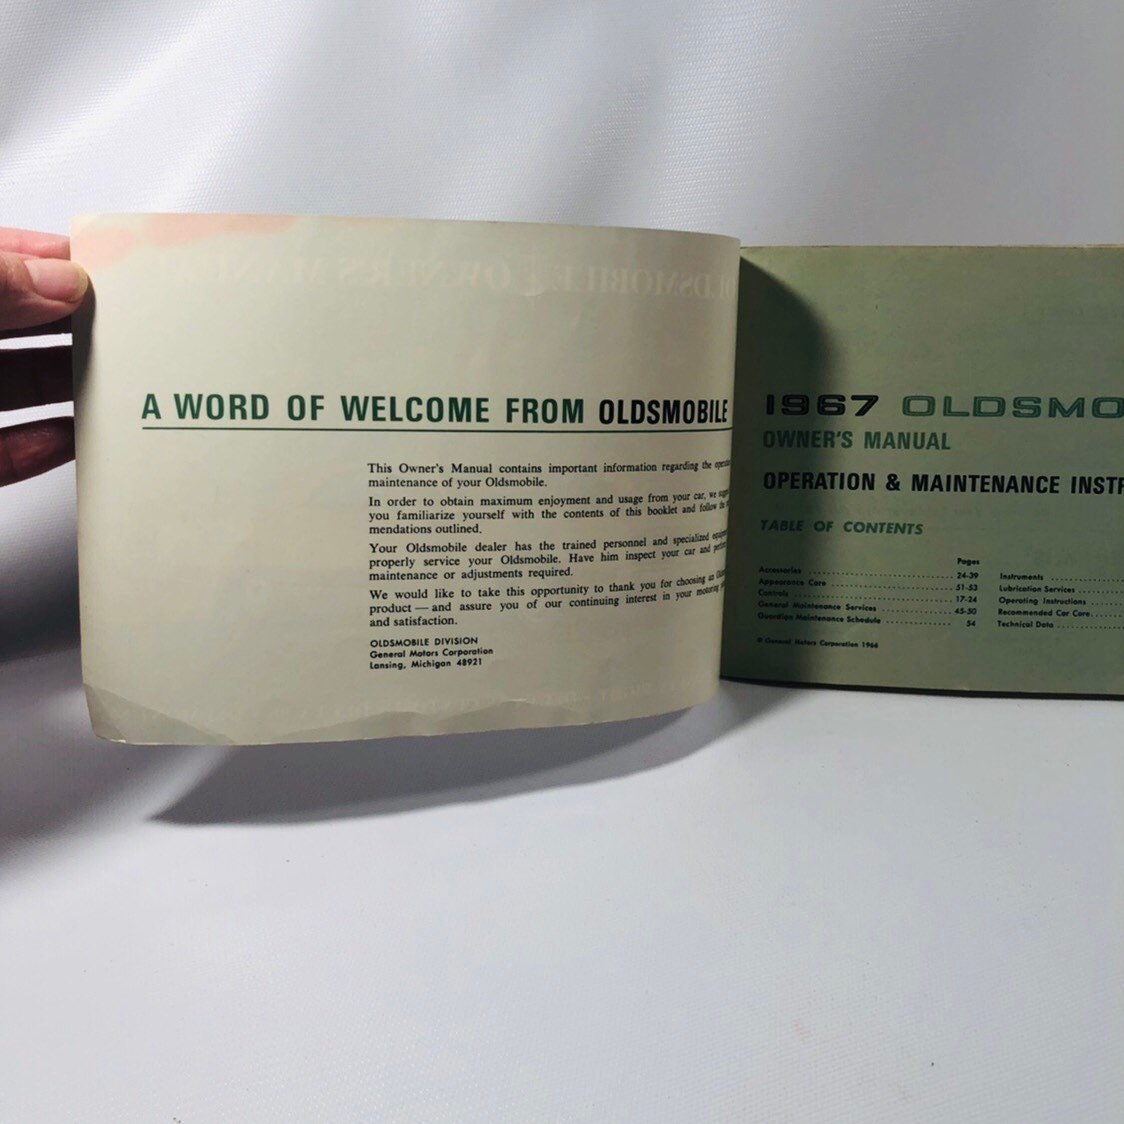 A WORD OF WELCOME FROM OLDSMOBILE
This Owner's Manual contains important information regarding the
maintenance of your Oldsmobile.
In order to obtain maximum enjoyment and usage from your car, we
you familiarize yourself with the contents of this booklet and follow the
mendations outlined.
Your Oldsmobile dealer has the trained personnel and specialized
properly service your Oldsmobile. Have him inspect your car and
maintenance or adjustments required.
We would like to take this opportunity to thank you for choosing an
product — and assure you of our continuing interest in your motoring
and satisfaction.
OLDSMOBILE DIVISION
General Motors Corporation
Lansing, Michigan 48921
1967 OLDSMO
OWNER'S MANUAL
OPERATION & MAINTENANCE INSTR
TABLE OF CONTENTS
Pages
Accessories 24-39
Appearance Care 51-53
Controls 17-24
General Maintenance Services 45-50
Guardian Maintenance Schedule 54
Instruments
Lubrication Services
Operating Instructions
Recommended Car Care
Technical Data
© General Motors Corporation 1966